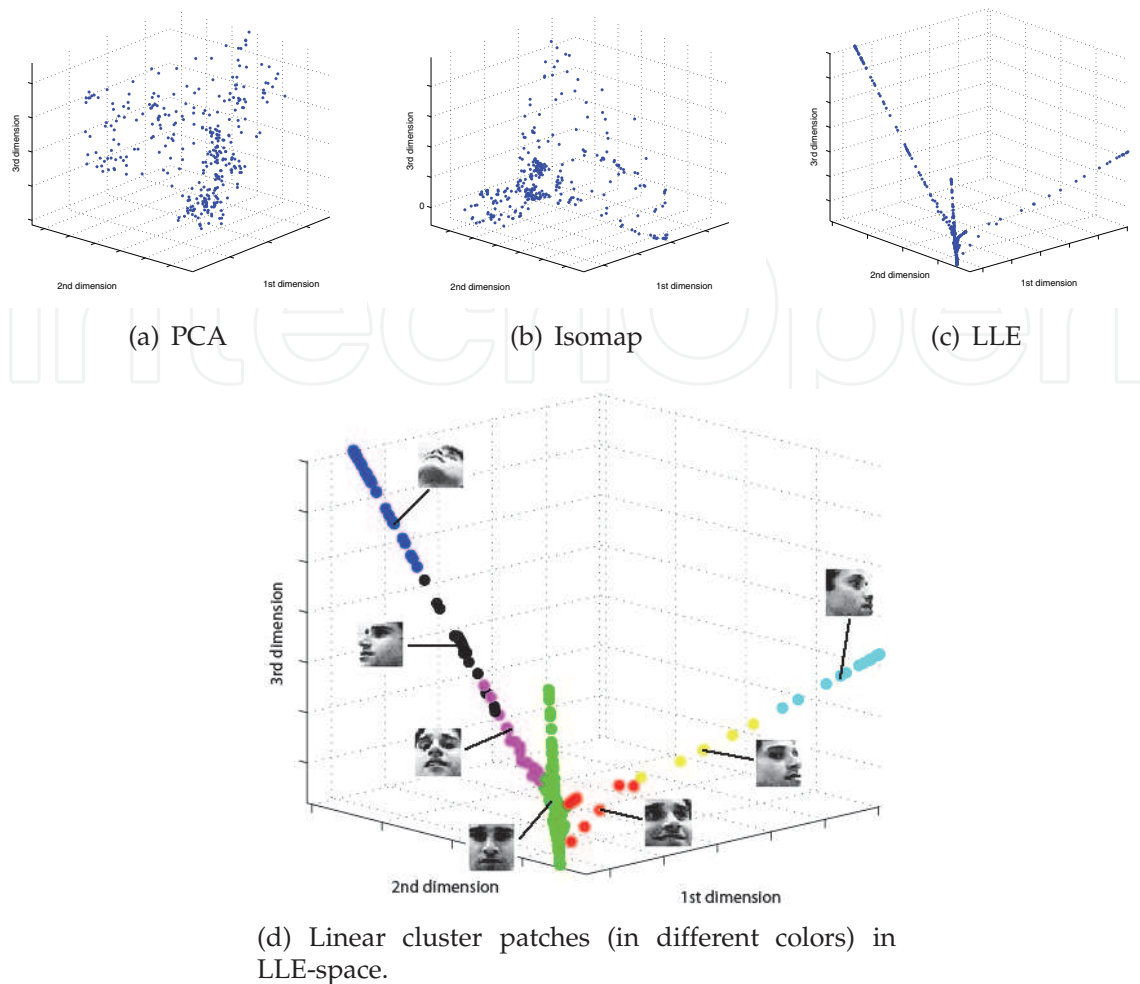 3rd dimension
2nd dimension
1st dimension
(a) PCA
3rd dimension
0
2nd dimension
1st dimension
(b) Isomap
3rd dimension
2nd dimension
1st dimension
(c) LLE
IntechOpen
3rd dimension
2nd dimension
1st dimension
(d) Linear cluster patches (in different colors) in
LLE-space.